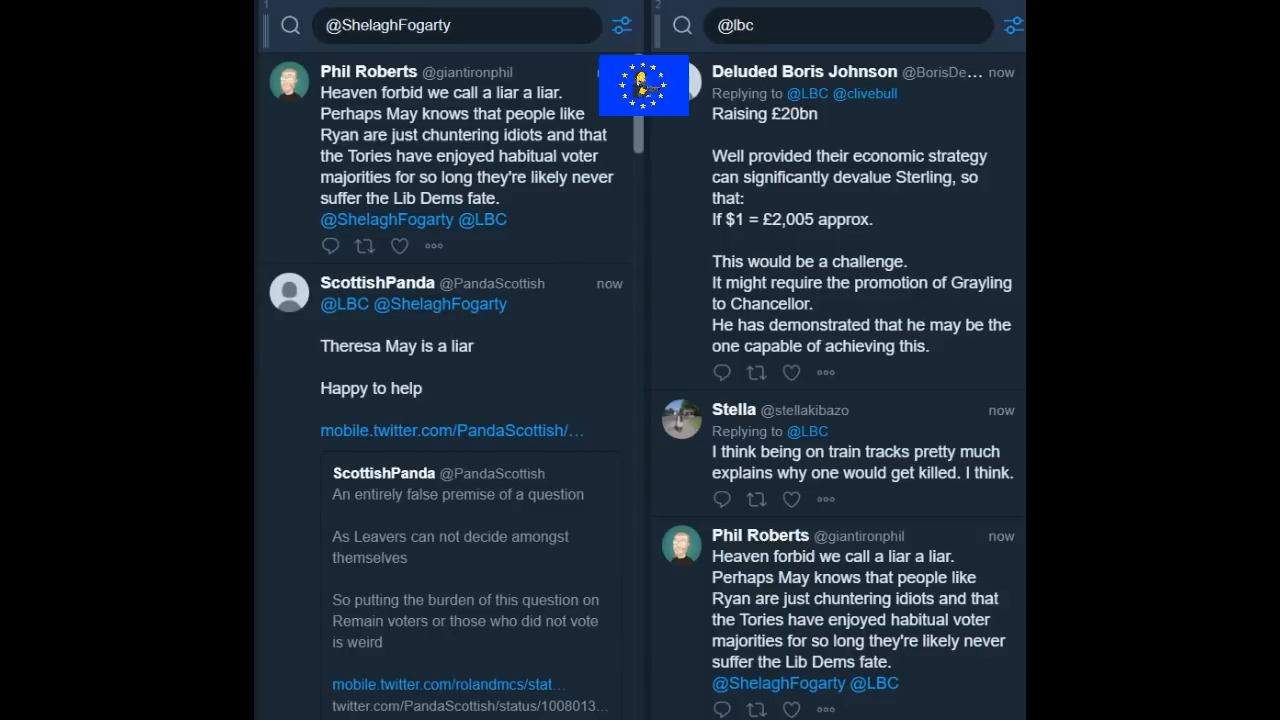 1
@ShelaghFogarty
Phil Roberts @giantironphil
Heaven forbid we call a liar a liar.
Perhaps May knows that people like
Ryan are just chuntering idiots and that
the Tories have enjoyed habitual voter
majorities for so long they're likely never
suffer the Lib Dems fate.
@ShelaghFogarty @LBC
ScottishPanda @PandaScottish now
@LBC @ShelaghFogarty
Theresa May is a liar
Happy to help
mobile.twitter.com/PandaScottish/…
ScottishPanda @PandaScottish
An entirely false premise of a question
As Leavers can not decide amongst
themselves
So putting the burden of this question on
Remain voters or those who did not vote
is weird
mobile.twitter.com/rolandmcs/stat…
twitter.com/PandaScottish/status/1008013…
2
@lbc
Deluded Boris Johnson @BorisDe… now
Replying to @LBC @clivebull
Raising £20bn
Well provided their economic strategy
can significantly devalue Sterling, so
that:
If $1 = £2,005 approx.
This would be a challenge.
It might require the promotion of Grayling
to Chancellor.
He has demonstrated that he may be the
one capable of achieving this.
Stella @stellakibazo now
Replying to @LBC
I think being on train tracks pretty much
explains why one would get killed. I think.
Phil Roberts @giantironphil now
Heaven forbid we call a liar a liar.
Perhaps May knows that people like
Ryan are just chuntering idiots and that
the Tories have enjoyed habitual voter
majorities for so long they're likely never
suffer the Lib Dems fate.
@ShelaghFogarty @LBC